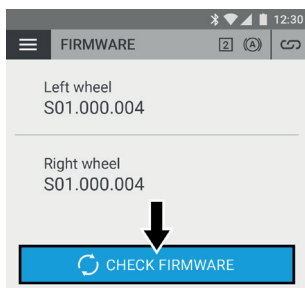 12:30
FIRMWARE 2 (A)
Left wheel
S01.000.004
Right wheel
S01.000.004
CHECK FIRMWARE